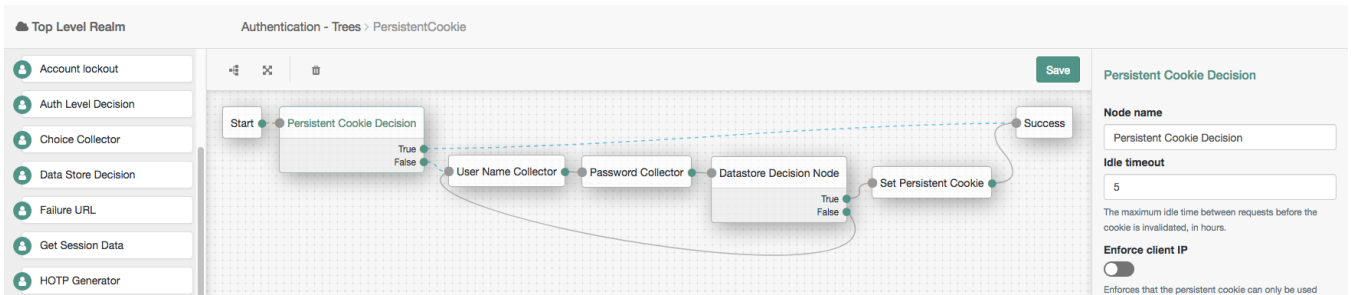 Top Level Realm
Authentication - Trees > PersistentCookie
Account lockout
Auth Level Decision
Choice Collector
Data Store Decision
Failure URL
Get Session Data
HOTP Generator
Save
Start
Persistent Cookie Decision
True
False
User Name Collector
Password Collector
Datastore Decision Node
True
False
Set Persistent Cookie
Success
Persistent Cookie Decision
Node name
Persistent Cookie Decision
Idle timeout
5
The maximum idle time between requests before the
cookie is invalidated, in hours.
Enforce client IP
Enforces that the persistent cookie can only be used